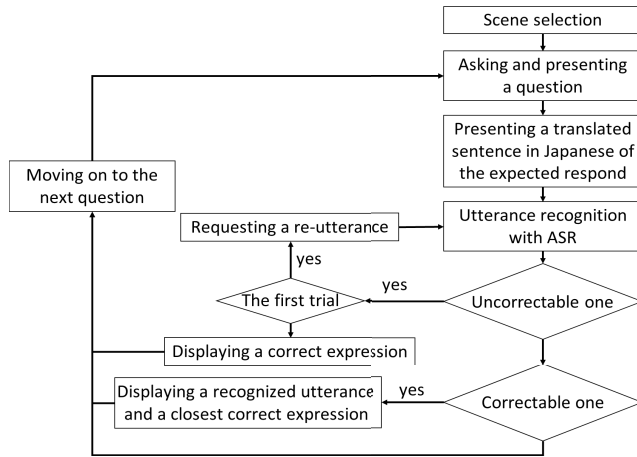 Scene selection
Asking and presenting
a question
Presenting a translated
sentence in Japanese of
the expected respond
Moving on to the
next question
Requesting a re-utterance
Utterance recognition
with ASR
yes
yes
The first trial
Uncorrectable one
Displaying a correct expression
Displaying a recognized utterance
and a closest correct expression
yes
Correctable one